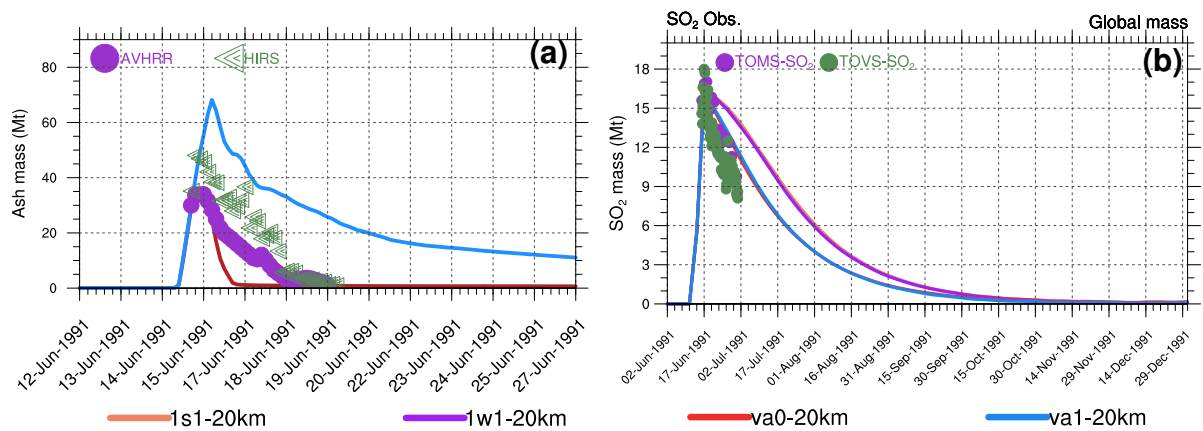 (a)
AVHRR
HIRS
Ash mass (Mt)
80
60
40
20
0
12-Jun-1991
13-Jun-1991
14-Jun-1991
15-Jun-1991
17-Jun-1991
18-Jun-1991
19-Jun-1991
20-Jun-1991
22-Jun-1991
23-Jun-1991
24-Jun-1991
25-Jun-1991
27-Jun-1991
SO₂ Obs.
Global mass
(b)
TOMS-SO₂
TOVS-SO₂
SO₂ mass (Mt)
18
15
12
9
6
3
0
02-Jun-1991
17-Jun-1991
02-Jul-1991
17-Jul-1991
01-Aug-1991
16-Aug-1991
31-Aug-1991
15-Sep-1991
30-Sep-1991
15-Oct-1991
30-Oct-1991
14-Nov-1991
29-Nov-1991
14-Dec-1991
29-Dec-1991
1s1-20km
1w1-20km
va0-20km
va1-20km